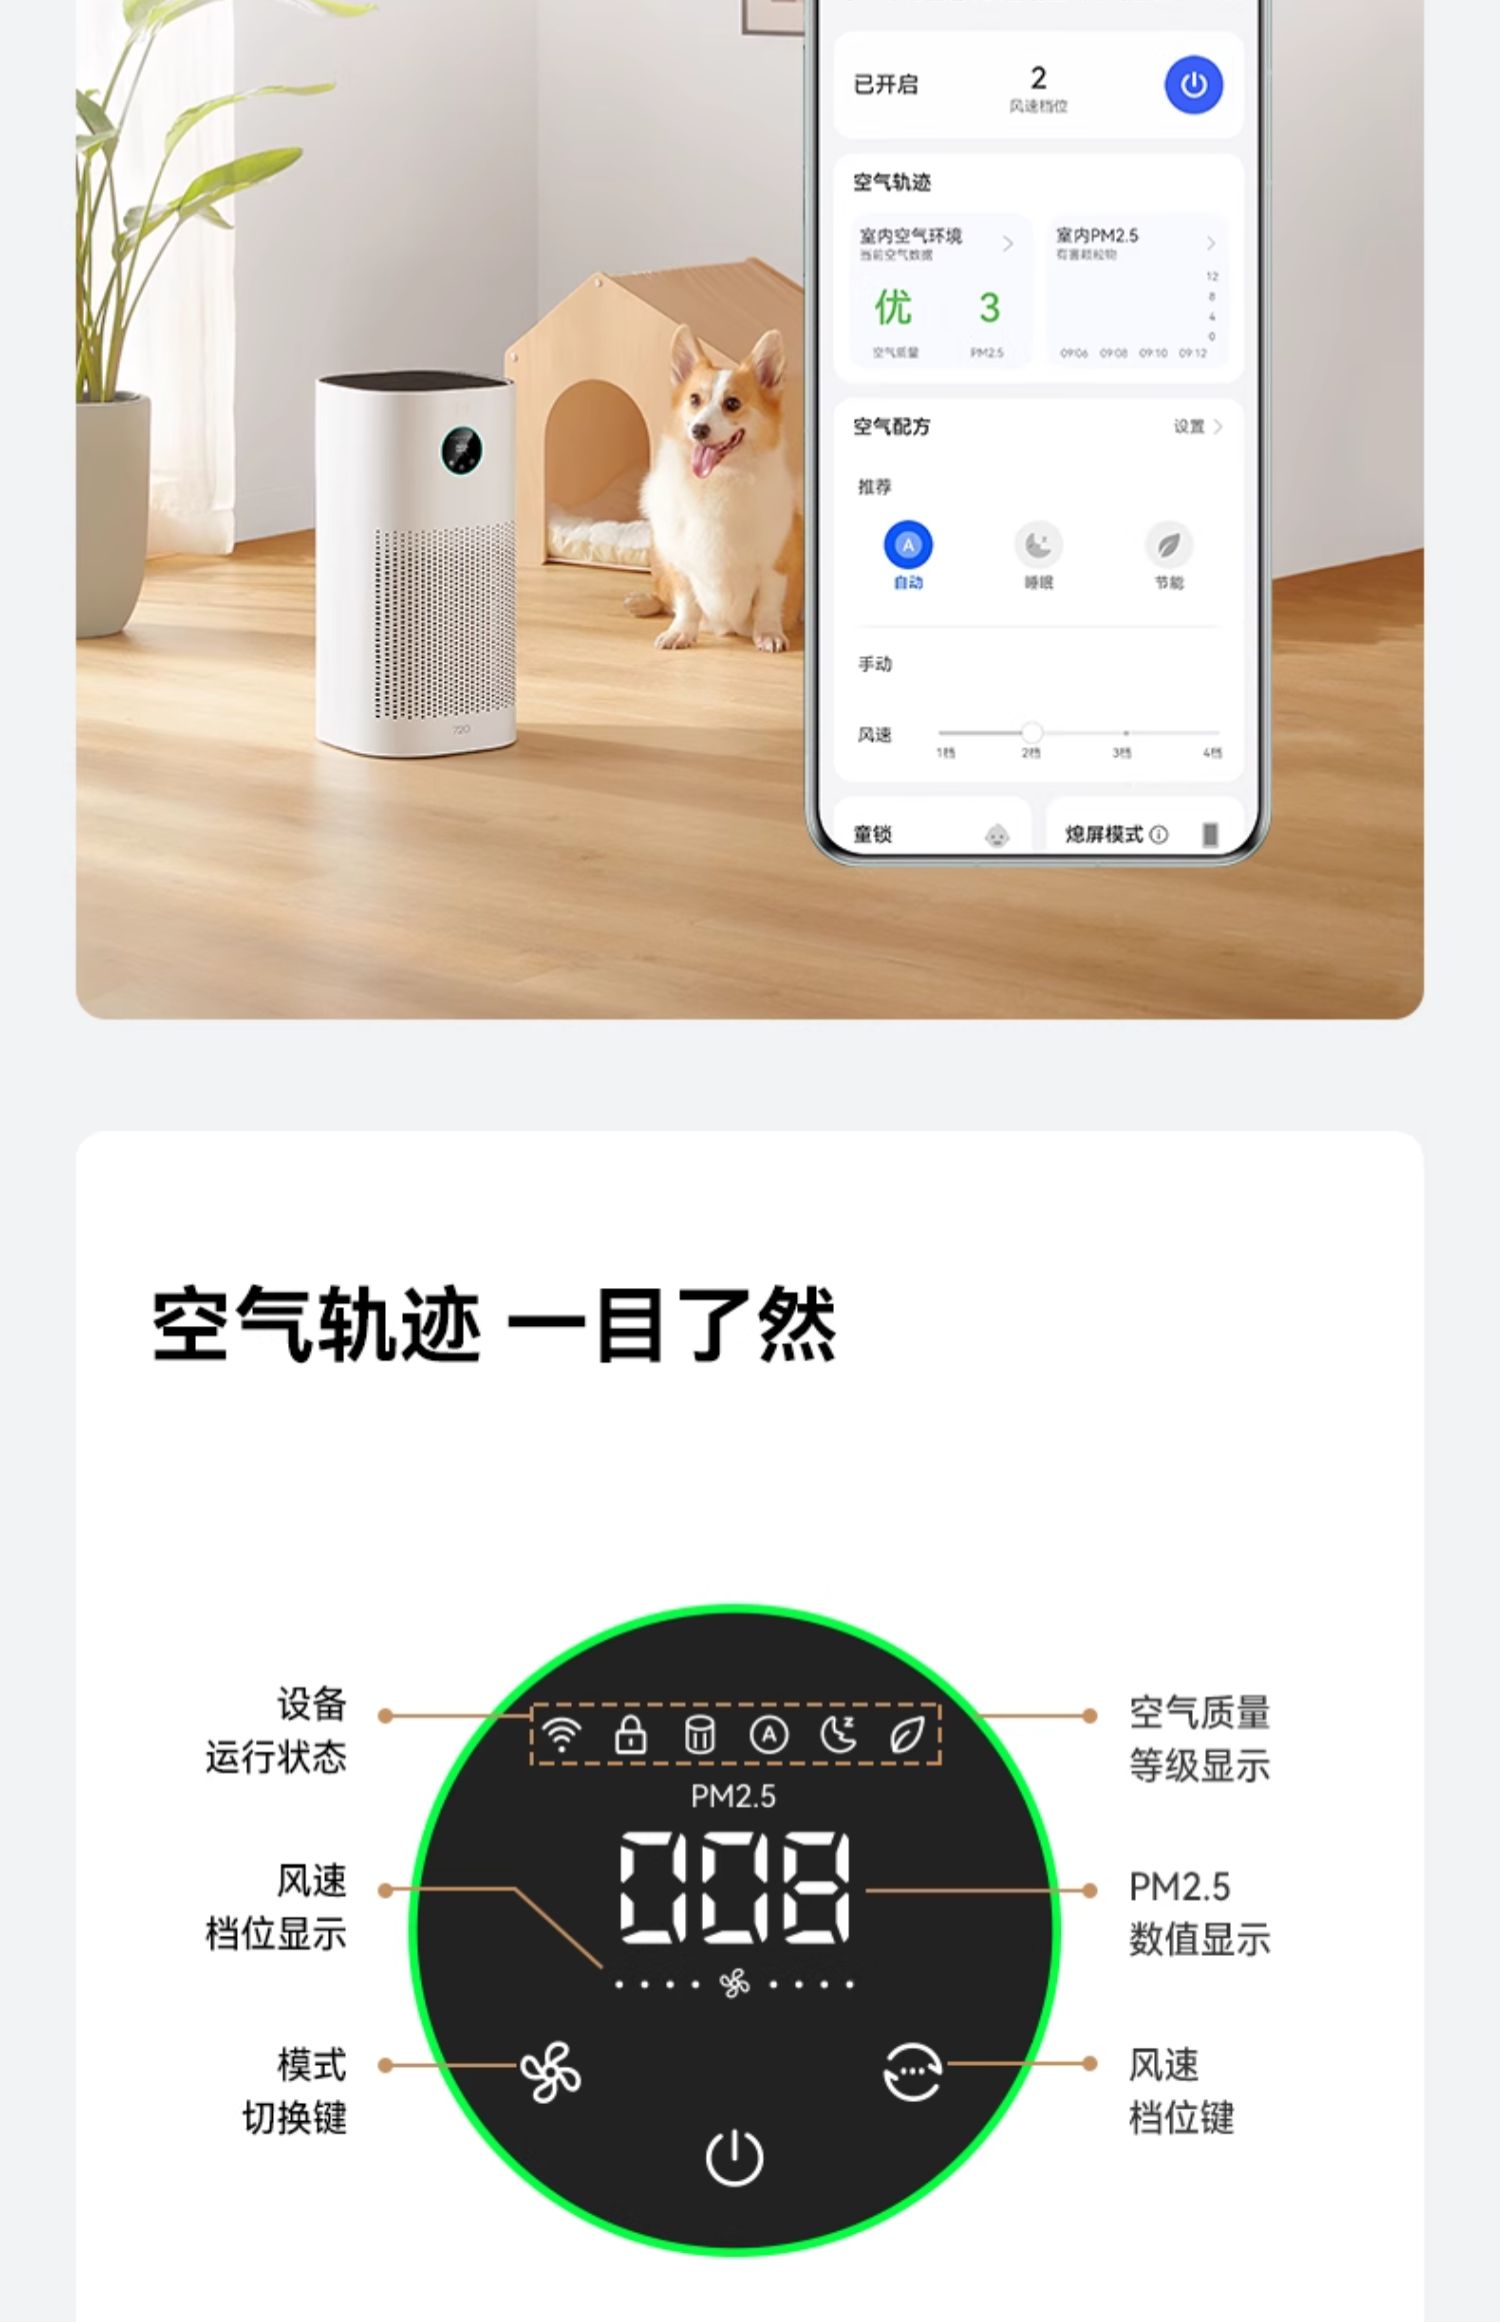 已开启
2
风速档位
空气轨迹
室内空气环境
当前空气数据
优 3
空气质量 PM2.5
室内PM2.5
有害颗粒物
12
8
4
0
09:06 09:08 09:10 09:12
空气配方
设置
推荐
A
自动 睡眠 节能
手动
风速
1档 2档 3档 4档
童锁
熄屏模式
720
空气轨迹 一目了然
设备
运行状态
风速
档位显示
模式
切换键
A
PM2.5
008
空气质量
等级显示
PM2.5
数值显示
风速
档位键